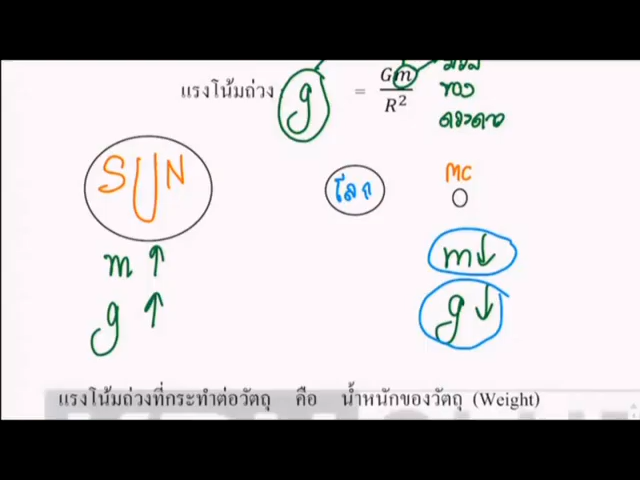 แรงโน้มถ่วง g = Gm/R²
มวล
ของ
ดวงดาว
SUN โลก MC
m↑ m↓
g↑ g↓
แรงโน้มถ่วงที่กระทำต่อวัตถุ คือ น้ำหนักของวัตถุ (Weight)